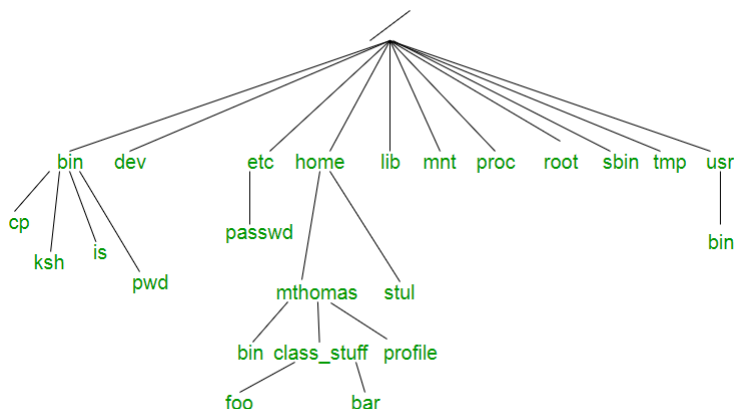 /
bin dev etc home lib mnt proc root sbin tmp usr
cp
passwd
ksh
is
bin
pwd
mthomas stul
bin class_stuff profile
foo bar